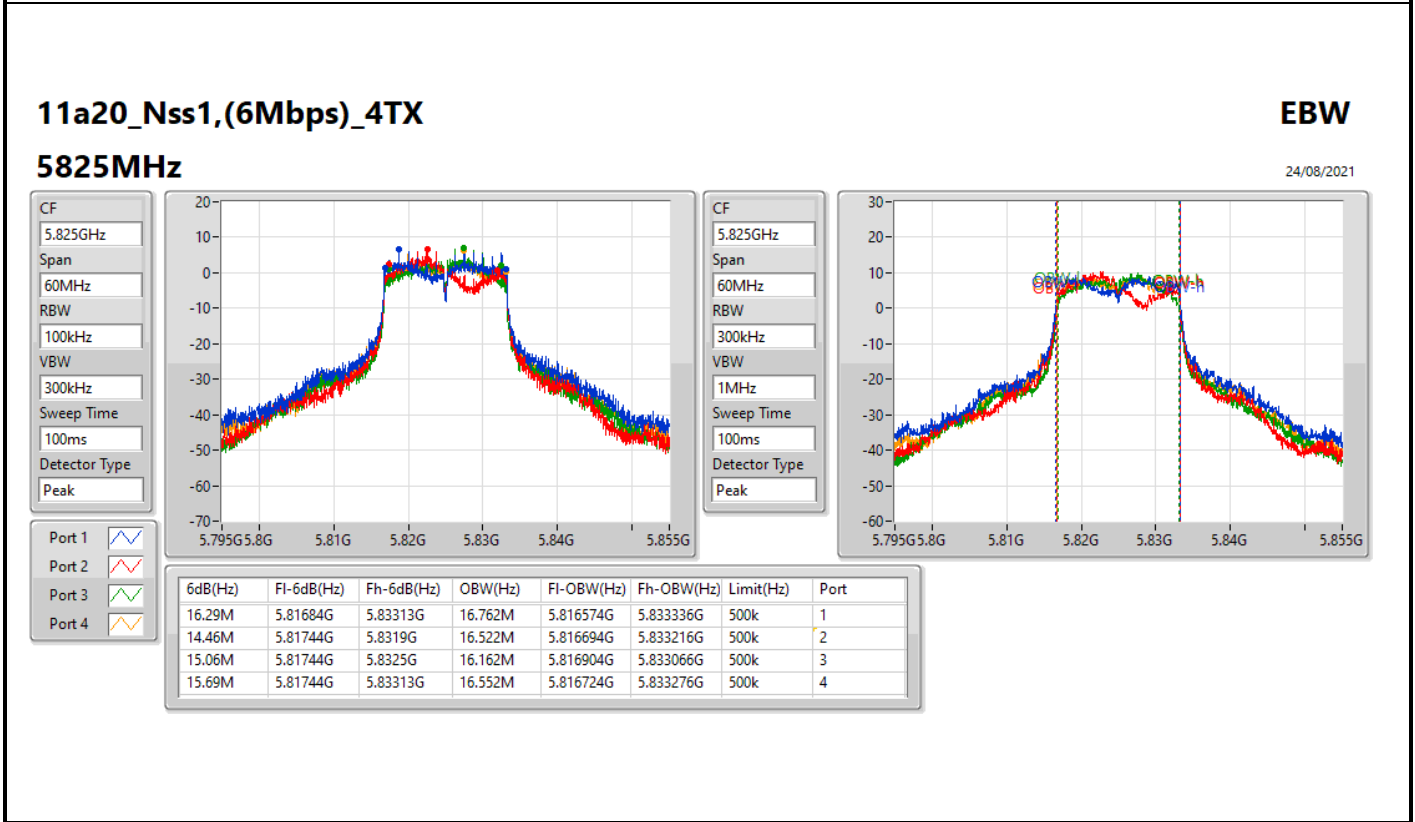 11a20_Nss1,(6Mbps)_4TX
EBW
5825MHz
24/08/2021
CF
5.825GHz
Span
60MHz
RBW
100kHz
VBW
300kHz
Sweep Time
100ms
Detector Type
Peak
20
10
0
-10
-20
-30
-40
-50
-60
-70
5.795G 5.8G 5.81G 5.82G 5.83G 5.84G 5.855G
CF
5.825GHz
Span
60MHz
RBW
300kHz
VBW
1MHz
Sweep Time
100ms
Detector Type
Peak
30
20
10
0
-10
-20
-30
-40
-50
-60
5.795G 5.8G 5.81G 5.82G 5.83G 5.84G 5.855G
Port 1
Port 2
Port 3
Port 4
6dB(Hz) Fl-6dB(Hz) Fh-6dB(Hz) OBW(Hz) Fl-OBW(Hz) Fh-OBW(Hz) Limit(Hz) Port
16.29M 5.81684G 5.83313G 16.762M 5.816574G 5.833336G 500k 1
14.46M 5.81744G 5.8319G 16.522M 5.816694G 5.833216G 500k 2
15.06M 5.81744G 5.8325G 16.162M 5.816904G 5.833066G 500k 3
15.69M 5.81744G 5.83313G 16.552M 5.816724G 5.833276G 500k 4